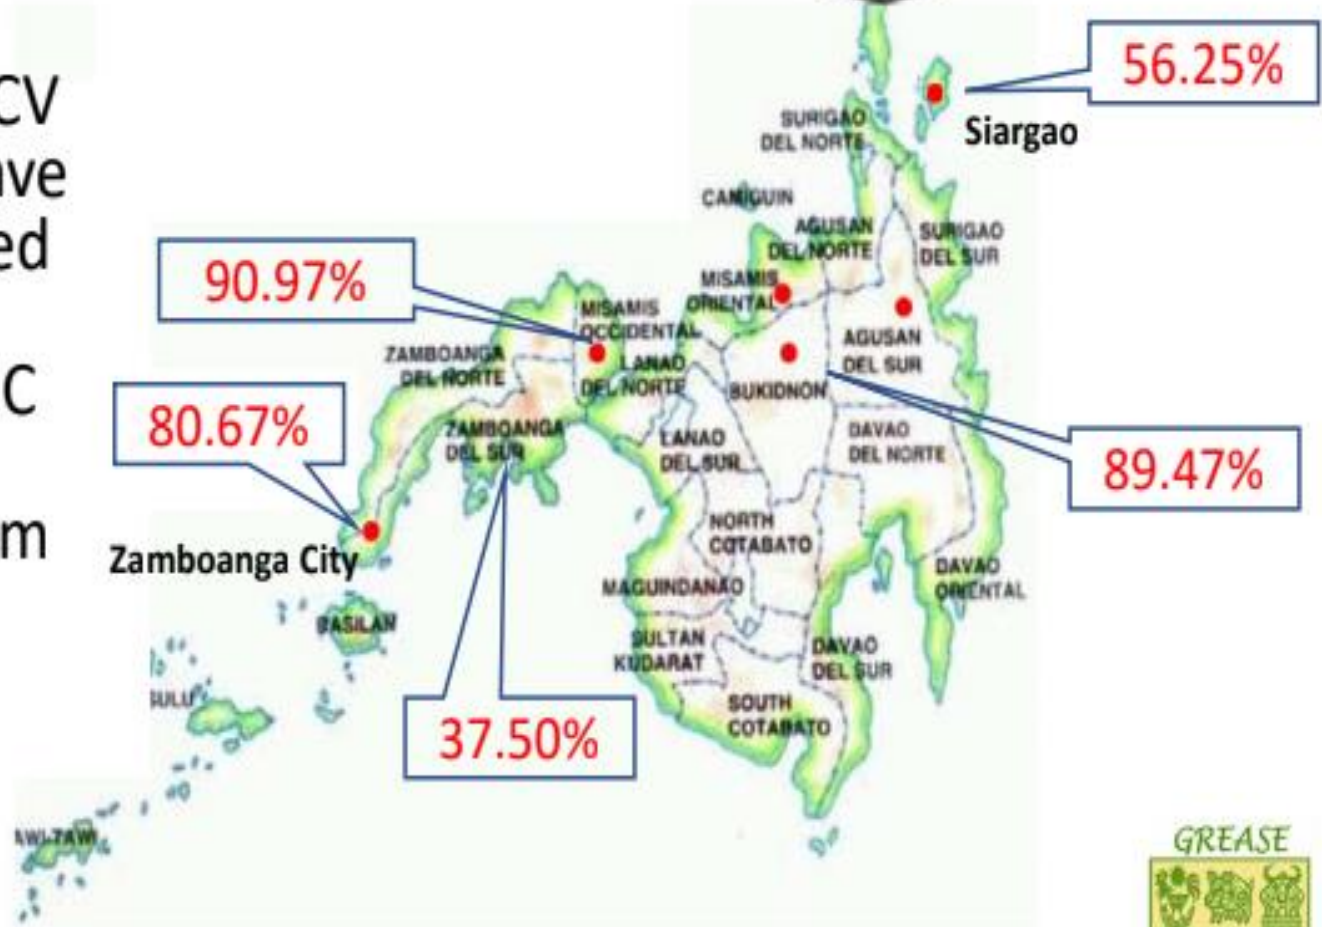 CV
ave
ed
C
m
56.25%
Siargao
SURIGAO
DEL NORTE
CAMIGUIN
AGUSAN
DEL NORTE
SURIGAO
DEL SUR
90.97%
MISAMIS
ORIENTAL
MISAMIS
OCCIDENTAL
AGUSAN
DEL SUR
ZAMBOANGA
DEL NORTE
LANAO
DEL NORTE
BUKIDNON
80.67%
ZAMBOANGA
DEL SUR
LANAO
DEL SUR
DAVAO
DEL NORTE
89.47%
NORTH
COTABATO
Zamboanga City
MAGUINDANAO
DAVAO
ORIENTAL
BASILAN
SULTAN
KUDARAT
DAVAO
DEL SUR
SULU
SOUTH
COTABATO
37.50%
AWI-TAWI
GREASE